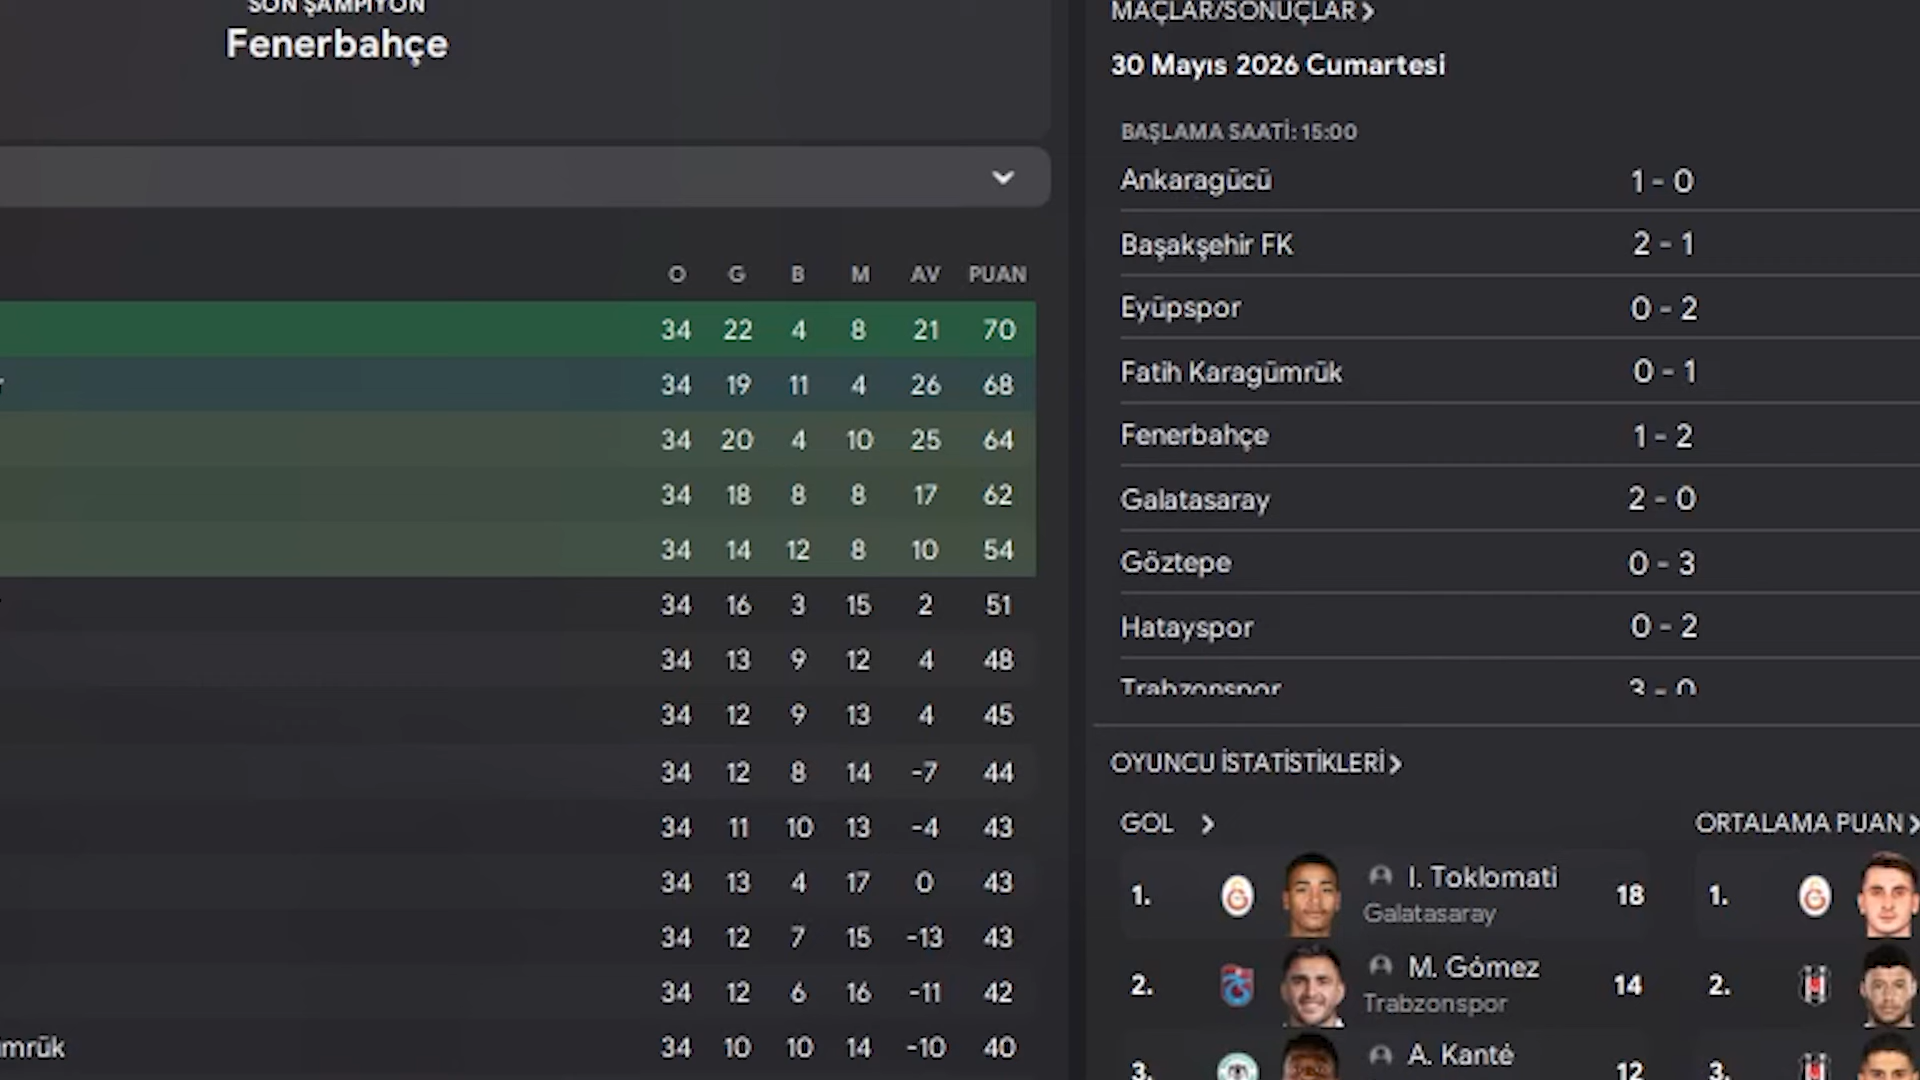 SON ŞAMPİYON
Fenerbahçe
O G B M AV PUAN
34 22 4 8 21 70
34 19 11 4 26 68
34 20 4 10 25 64
34 18 8 8 17 62
34 14 12 8 10 54
34 16 3 15 2 51
34 13 9 12 4 48
34 12 9 13 4 45
34 12 8 14 -7 44
34 11 10 13 -4 43
34 13 4 17 0 43
34 12 7 15 -13 43
34 12 6 16 -11 42
mrük 34 10 10 14 -10 40
MAÇLAR/SONUÇLAR
30 Mayıs 2026 Cumartesi
BAŞLAMA SAATİ: 15:00
Ankaragücü 1 - 0
Başakşehir FK 2 - 1
Eyüpspor 0 - 2
Fatih Karagümrük 0 - 1
Fenerbahçe 1 - 2
Galatasaray 2 - 0
Göztepe 0 - 3
Hatayspor 0 - 2
Trabzonspor 3 - 0
OYUNCU İSTATİSTİKLERİ
GOL
1. I. Toklomati 18
Galatasaray
2. M. Gómez 14
Trabzonspor
3. A. Kanté 12
ORTALAMA PUAN
1.
2.
3.